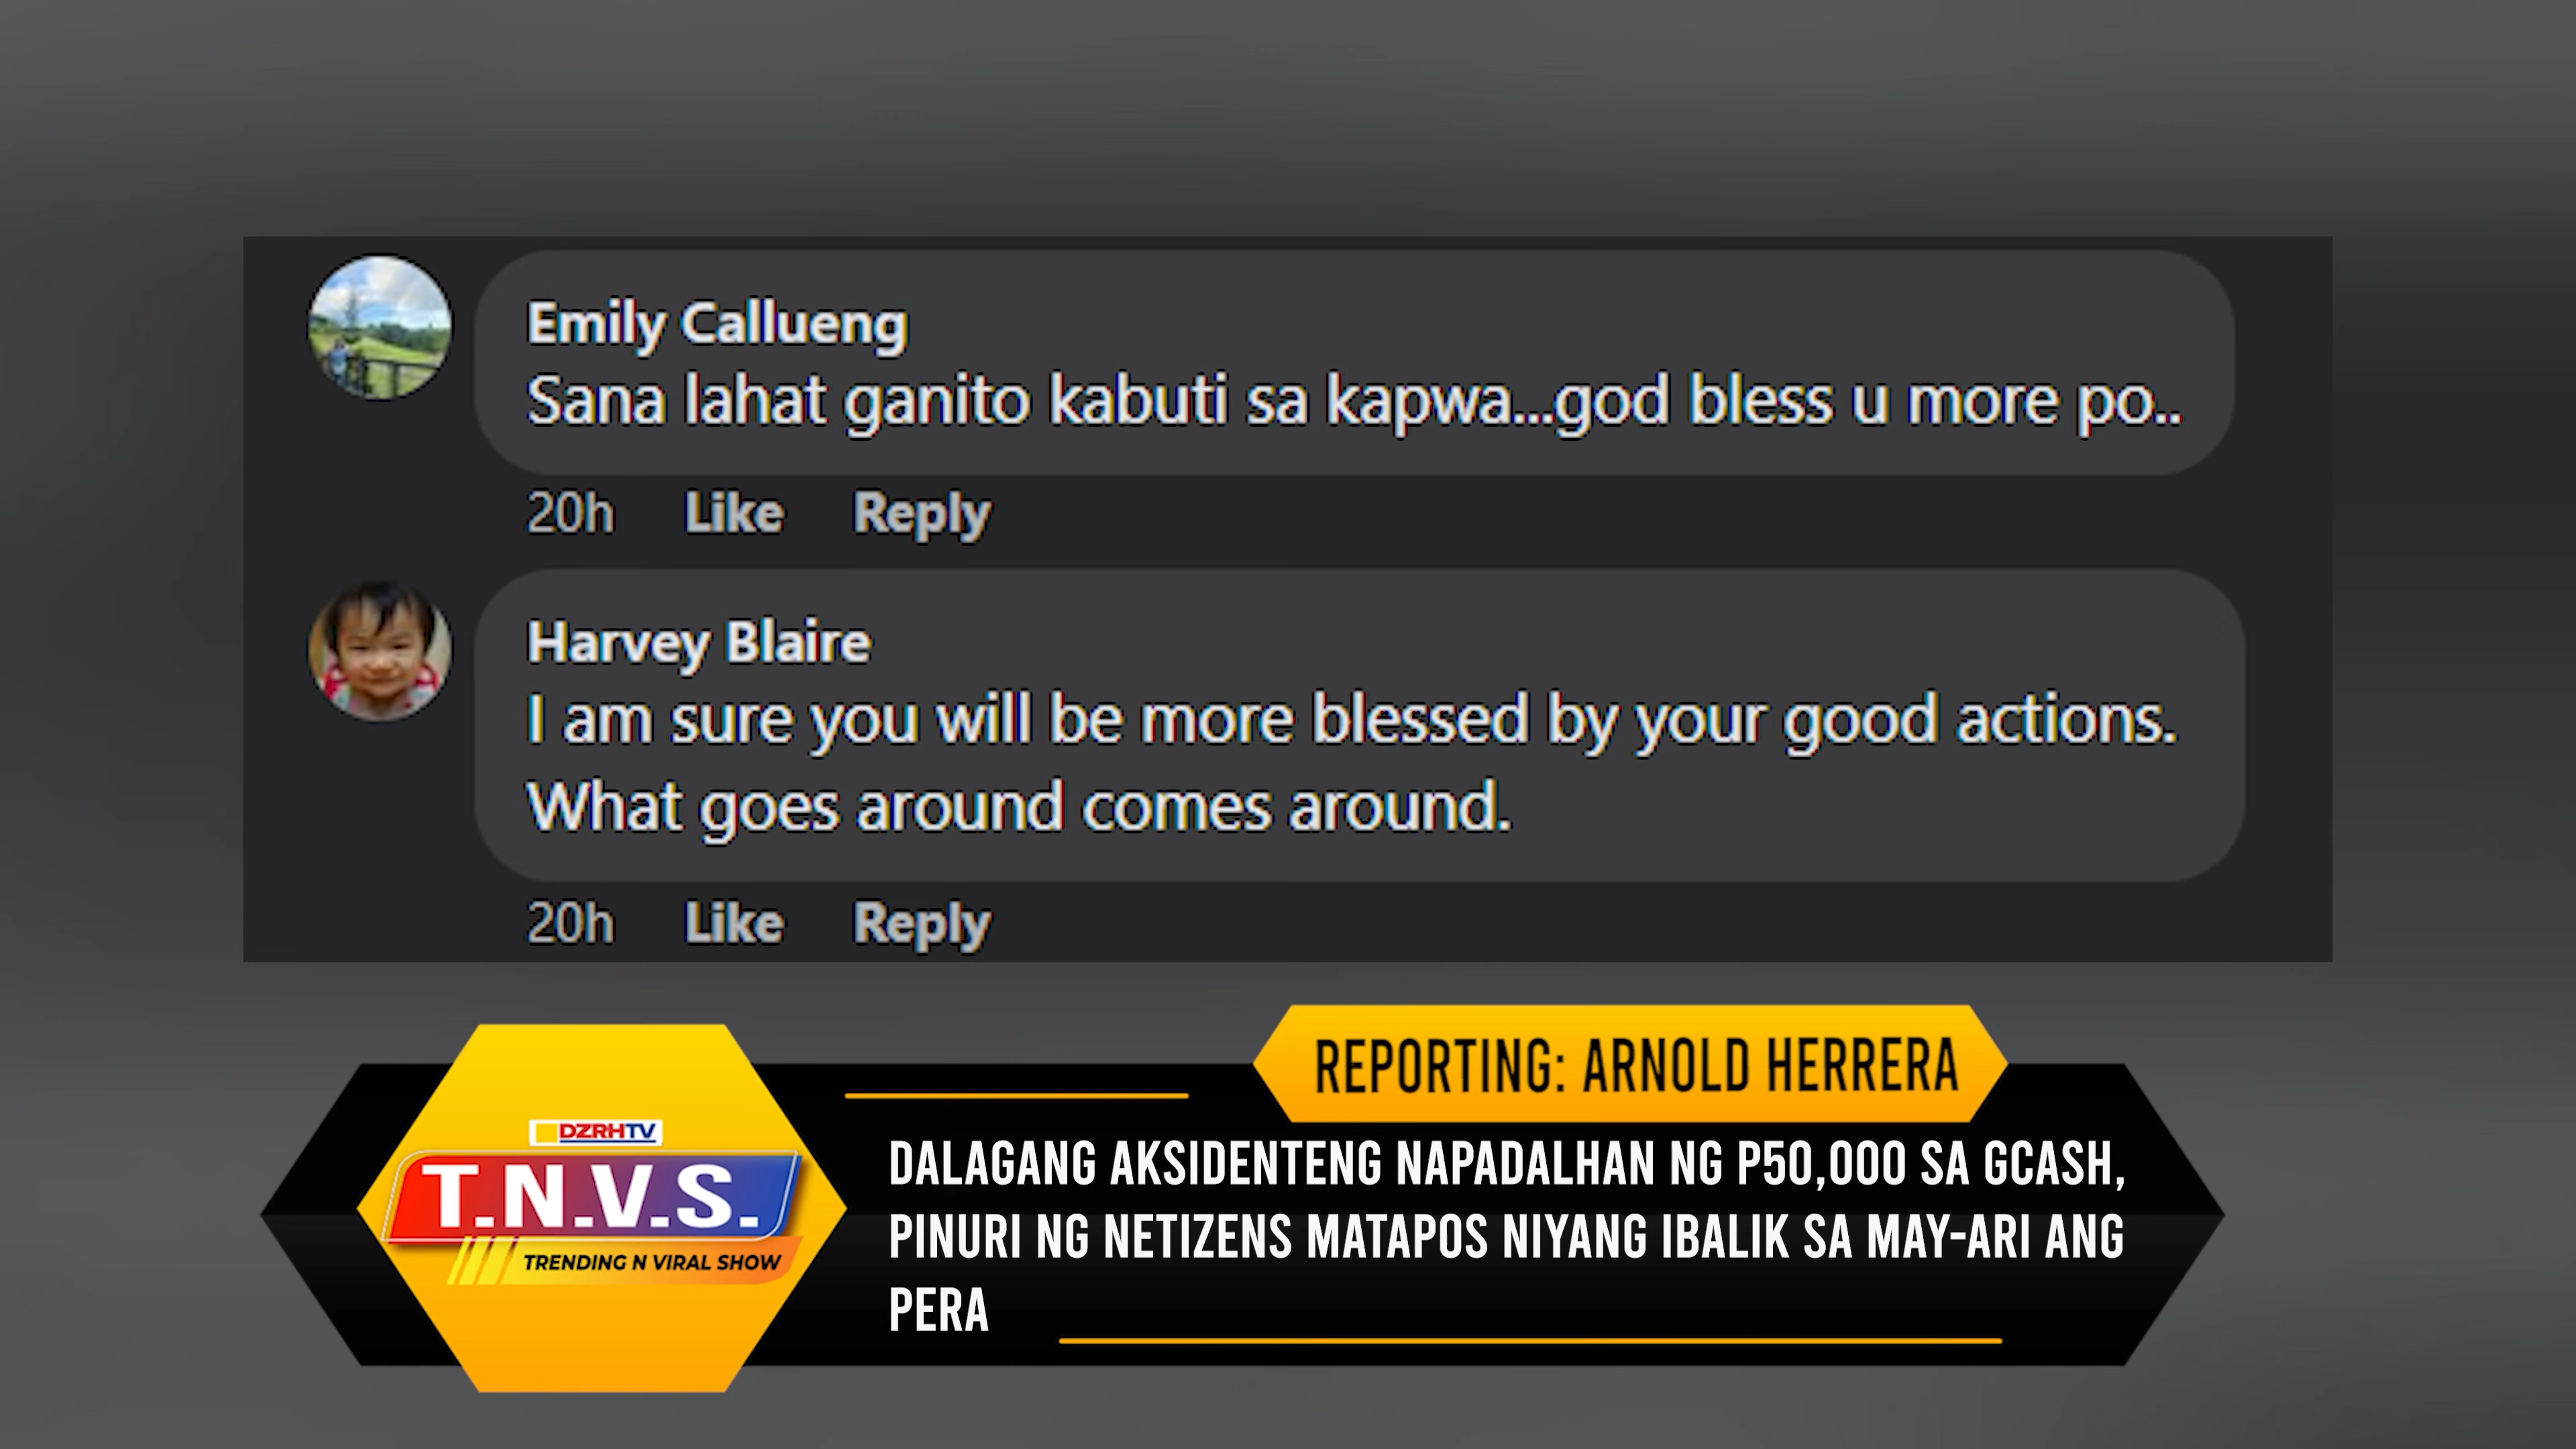 Emily Callueng
Sana lahat ganito kabuti sa kapwa...god bless u more po..
20h Like Reply
Harvey Blaire
I am sure you will be more blessed by your good actions.
What goes around comes around.
20h Like Reply
REPORTING: ARNOLD HERRERA
DZRHTV
T.N.V.S.
TRENDING N VIRAL SHOW
DALAGANG AKSIDENTENG NAPADALHAN NG P50,000 SA GCASH,
PINURI NG NETIZENS MATAPOS NIYANG IBALIK SA MAY-ARI ANG
PERA